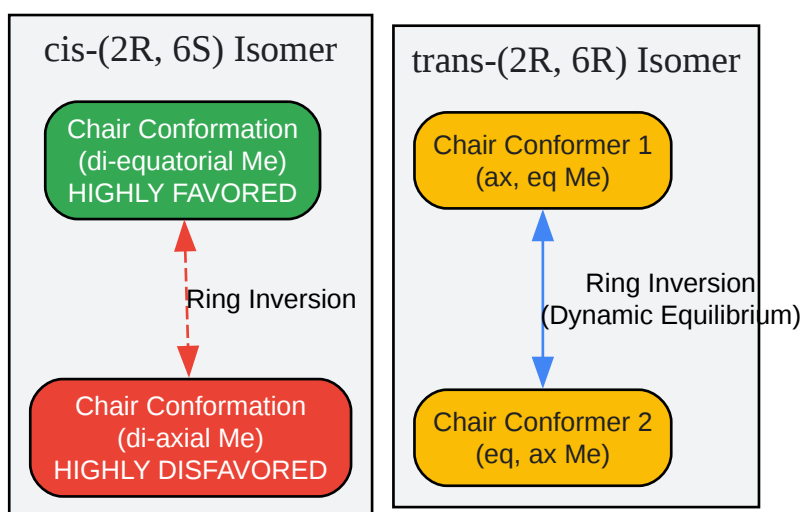 cis-(2R, 6S) Isomer
Chair Conformation
(di-equatorial Me)
HIGHLY FAVORED
Ring Inversion
Chair Conformation
(di-axial Me)
HIGHLY DISFAVORED
trans-(2R, 6R) Isomer
Chair Conformer 1
(ax, eq Me)
Ring Inversion
(Dynamic Equilibrium)
Chair Conformer 2
(eq, ax Me)